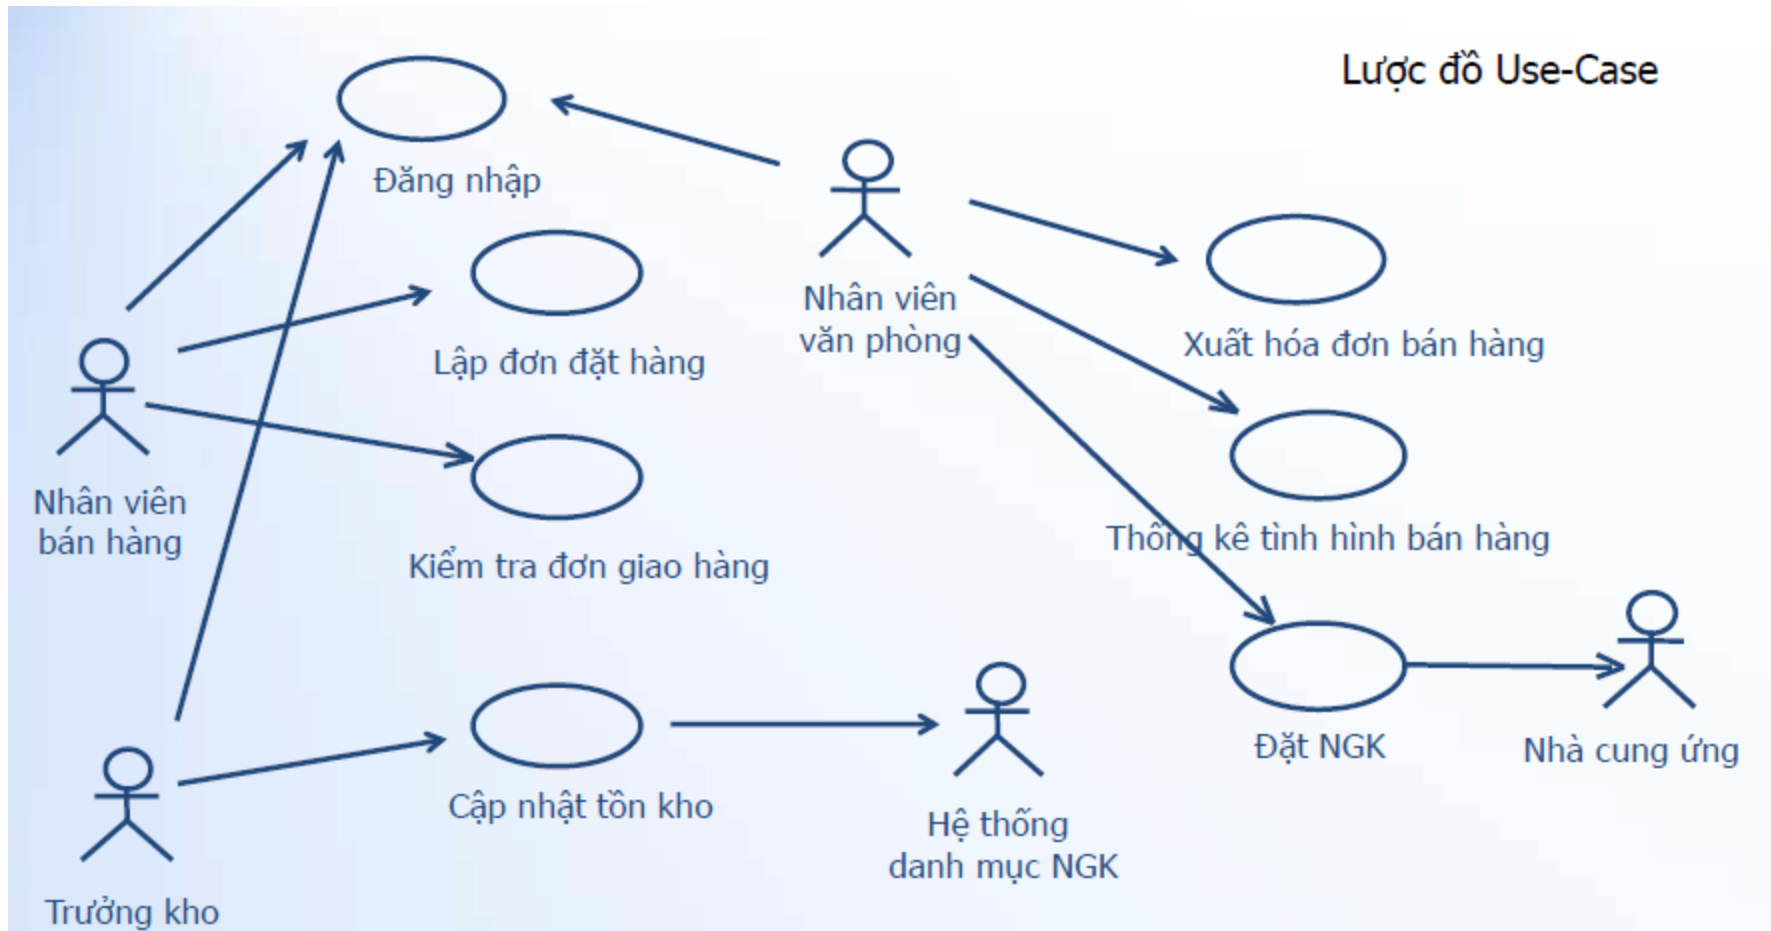 Lược đồ Use-Case
Đăng nhập
Nhân viên
văn phòng
Lập đơn đặt hàng
Xuất hóa đơn bán hàng
Nhân viên
bán hàng
Kiểm tra đơn giao hàng
Thống kê tình hình bán hàng
Đặt NGK
Nhà cung ứng
Cập nhật tồn kho
Hệ thống
danh mục NGK
Trưởng kho